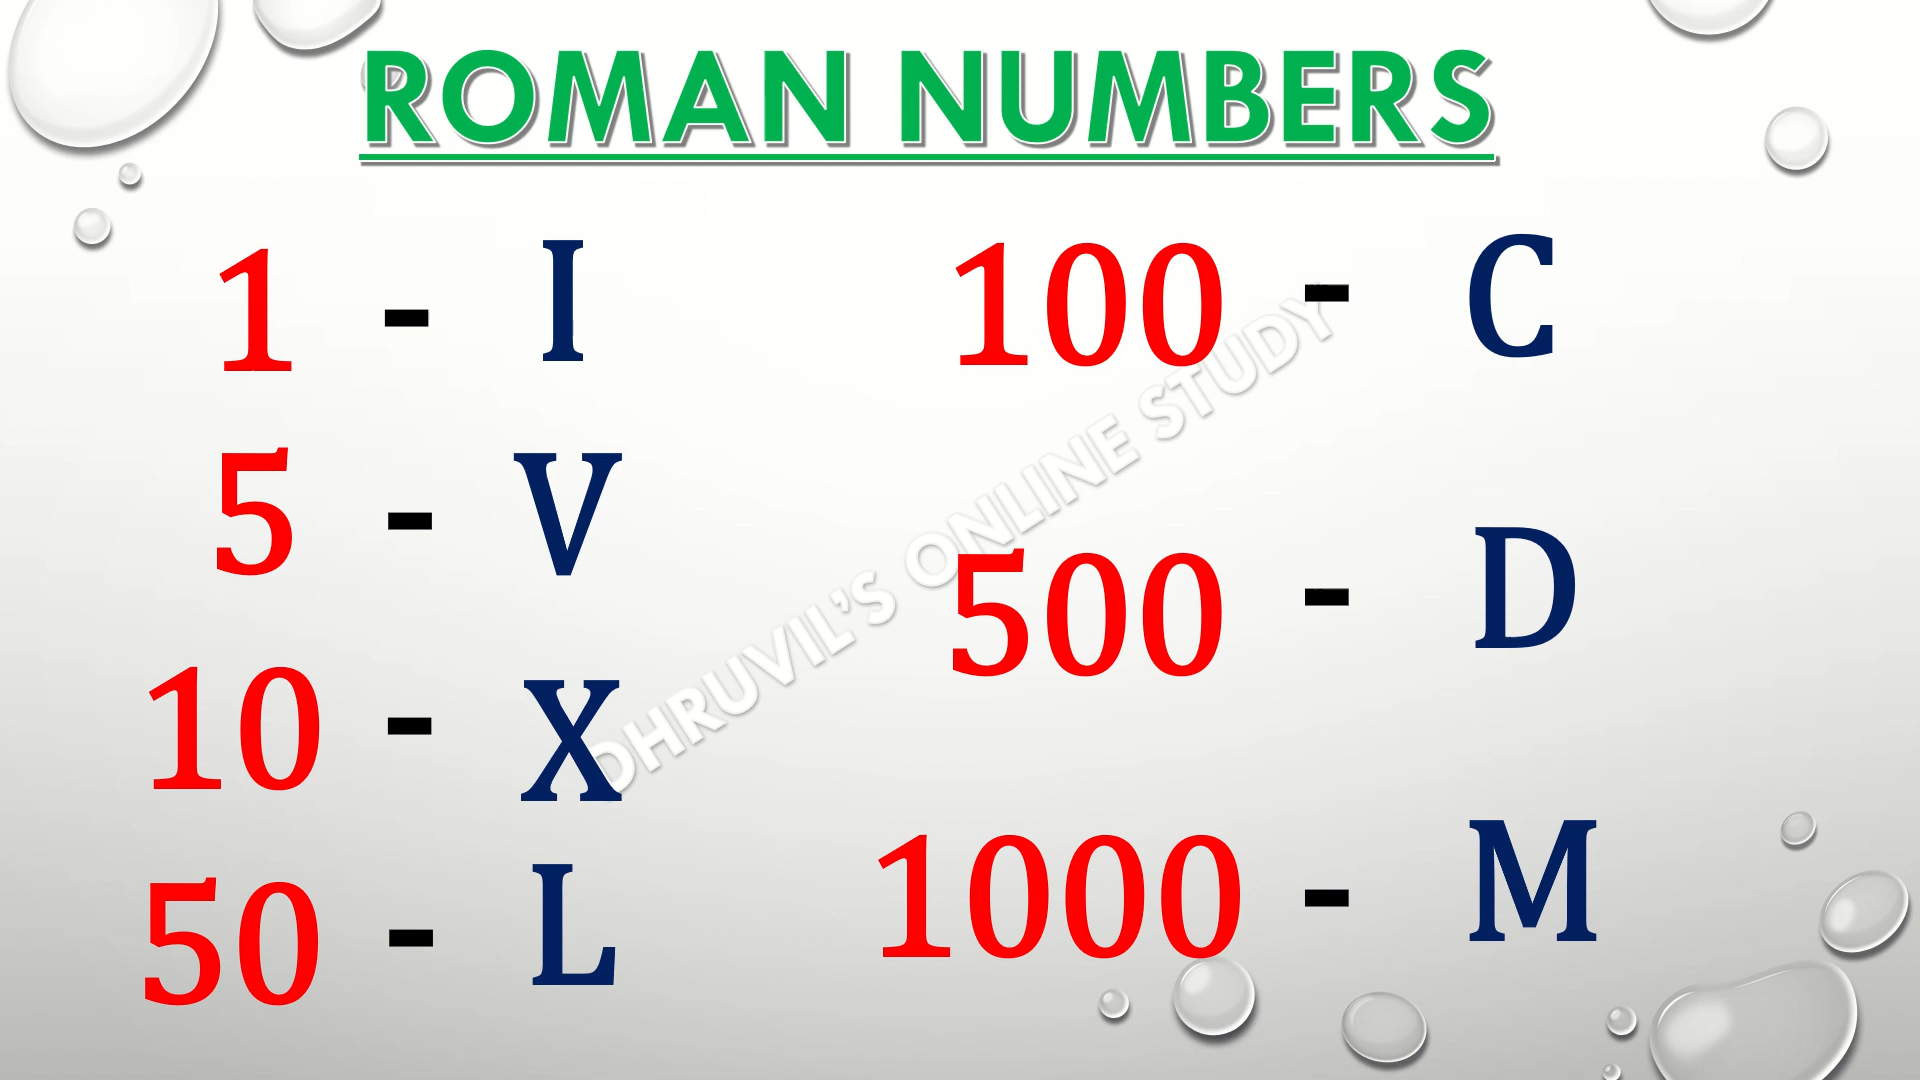 ROMAN NUMBERS
1 - I
5 - V
10 - X
50 - L
100 - C
500 - D
1000 - M
DHRUVIL'S ONLINE STUDY